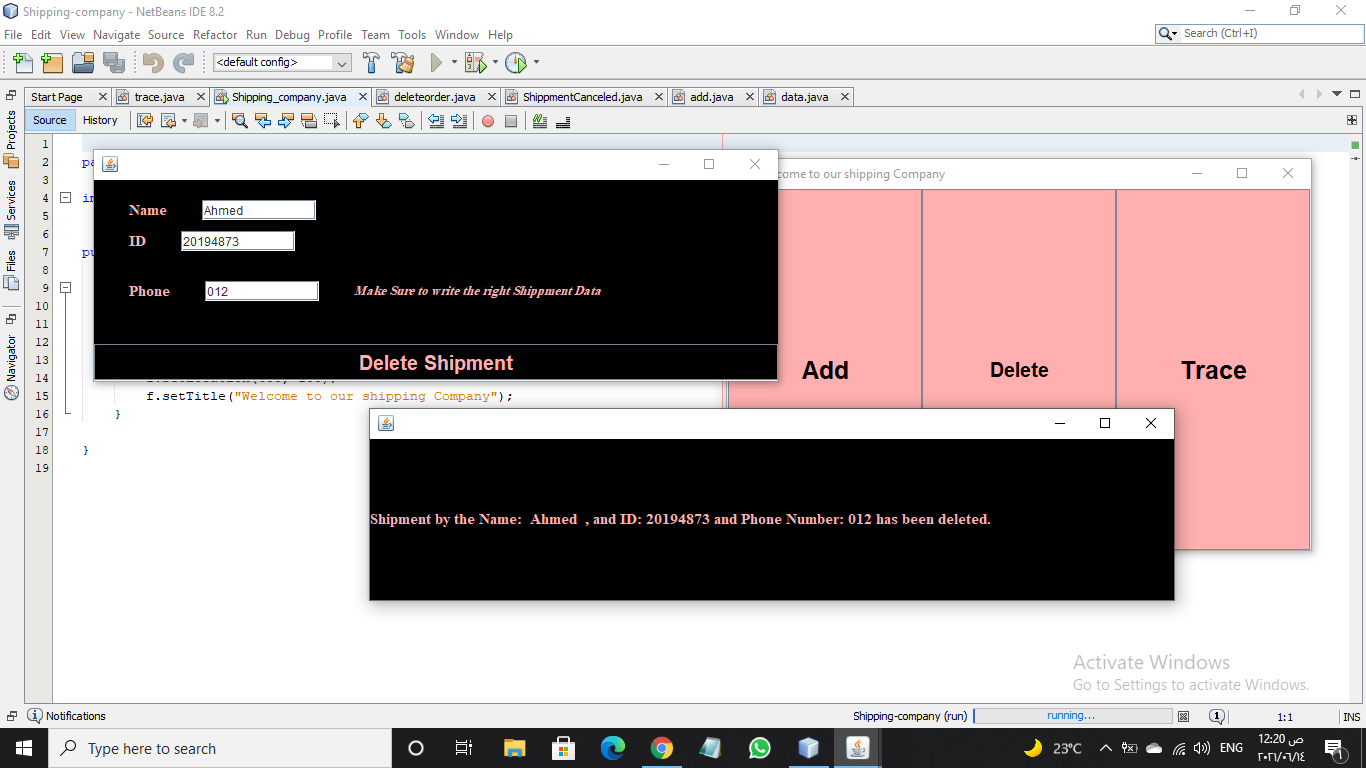 Shipping-company - NetBeans IDE 8.2
File Edit View Navigate Source Refactor Run Debug Profile Team Tools Window Help
Search (Ctrl+I)
<default config>
Start Page trace.java Shipping_company.java deleteorder.java ShippmentCanceled.java add.java data.java
Source History
Projects
Services
Files
Navigator
1
2 pa
3
4 im
5
6
7 pu
8
9
10
11
12
13
14
15 f.setTitle("Welcome to our shipping Company");
16 }
17
18 }
19
Name Ahmed
ID 20194873
Phone 012 Make Sure to write the right Shippment Data
Delete Shipment
come to our shipping Company
Add Delete Trace
Shipment by the Name: Ahmed , and ID: 20194873 and Phone Number: 012 has been deleted.
Activate Windows
Go to Settings to activate Windows.
Notifications Shipping-company (run) running... 1 1:1 INS
Type here to search
23°C ENG
12:20 ص
٢٠٢١/٠٦/١٤
1